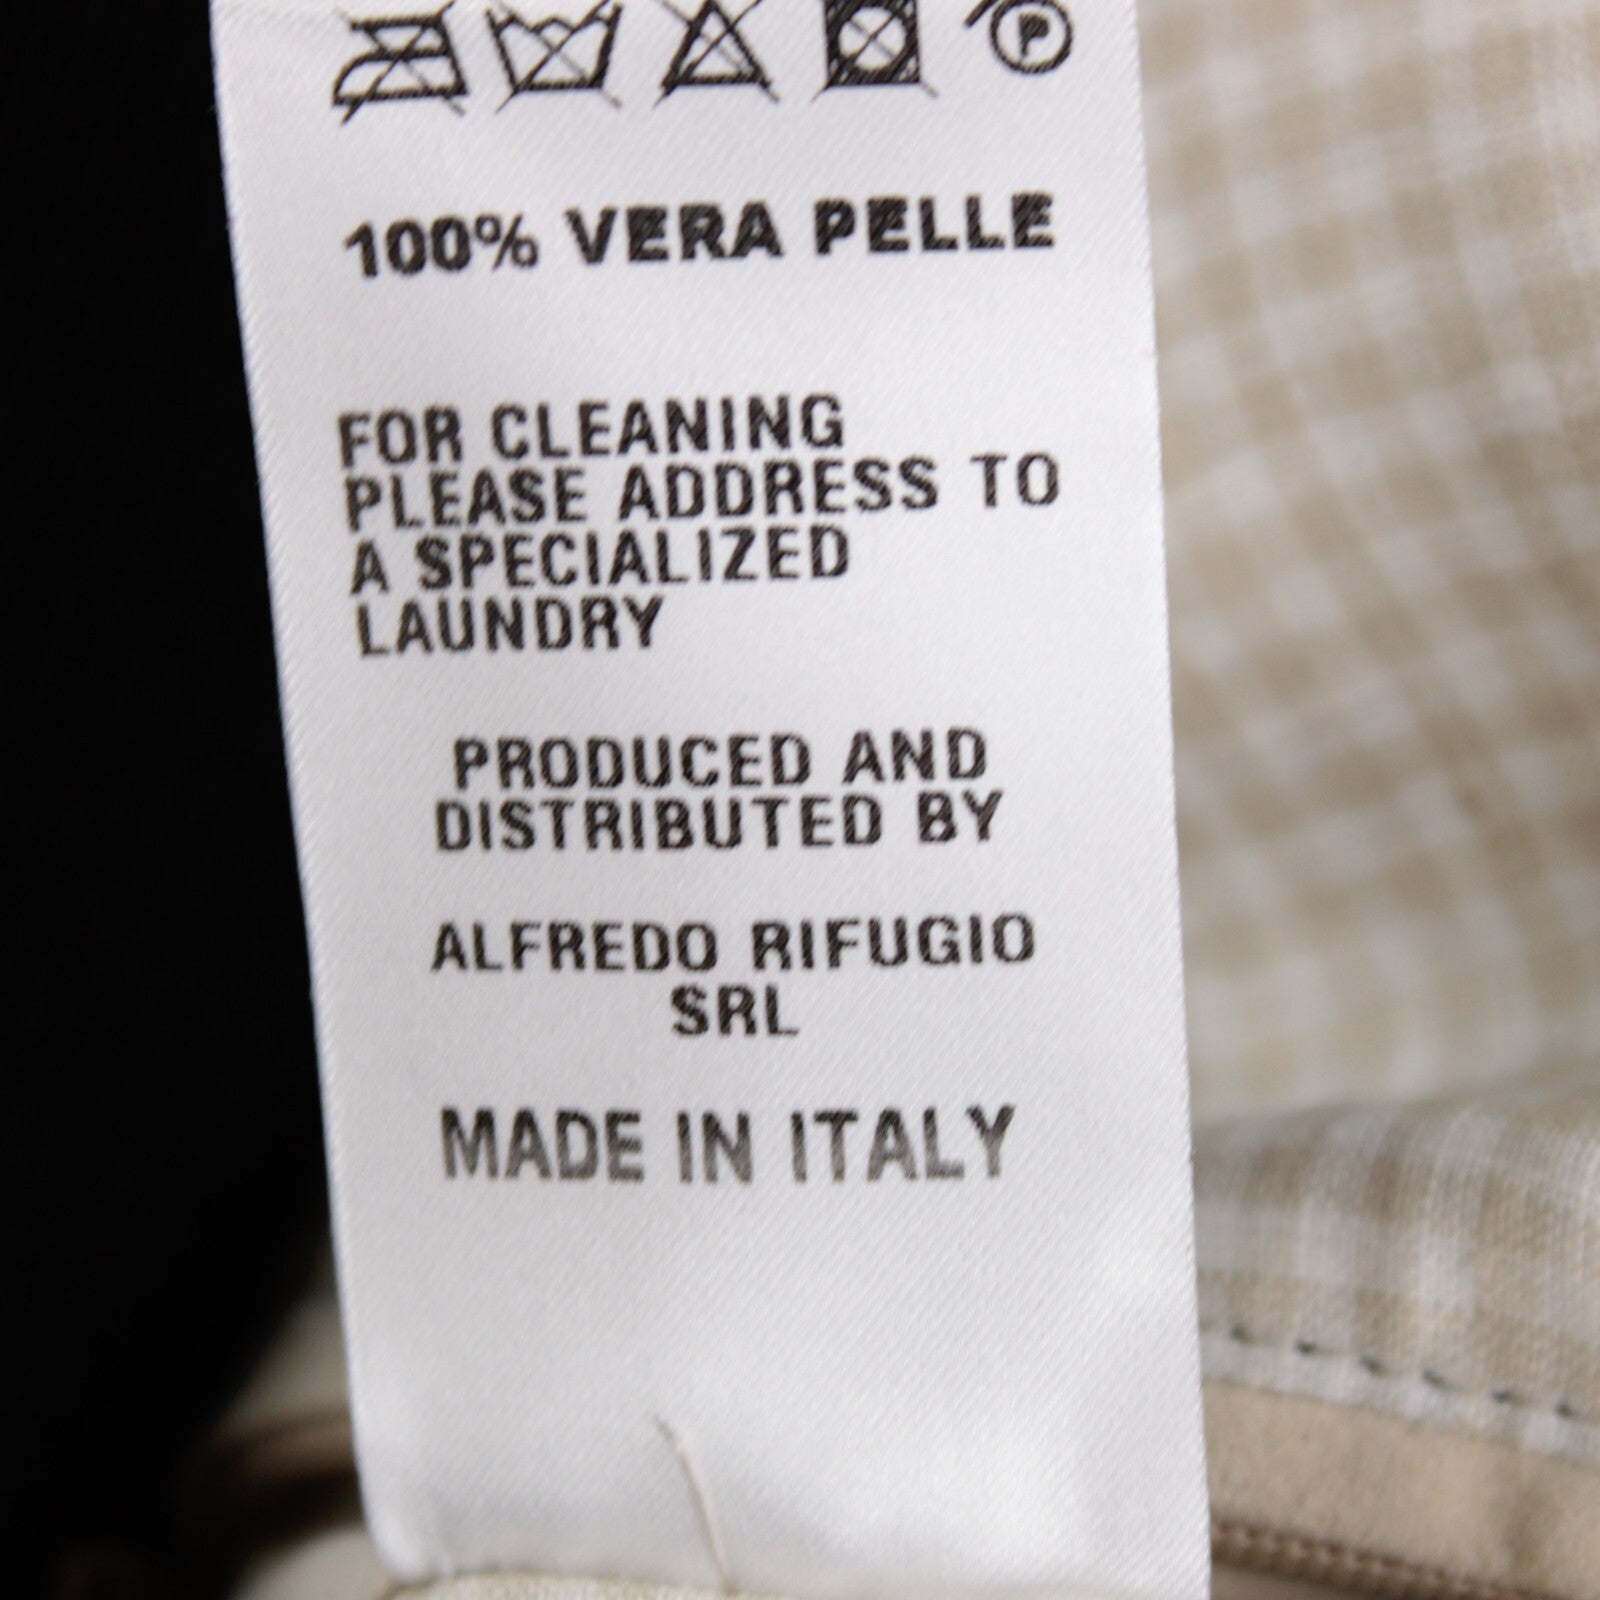 P
100% VERA PELLE
FOR CLEANING
PLEASE ADDRESS TO
A SPECIALIZED
LAUNDRY
PRODUCED AND
DISTRIBUTED BY
ALFREDO RIFUGIO
SRL
MADE IN ITALY